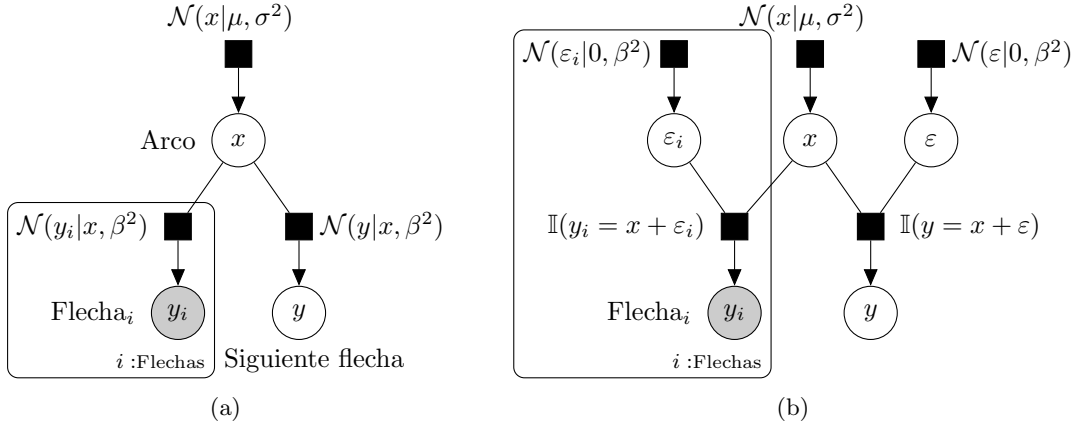 𝒩(x|μ, σ²)
Arco
x
𝒩(yᵢ|x, β²)
𝒩(y|x, β²)
Flechaᵢ
yᵢ
y
i :Flechas
Siguiente flecha
(a)
𝒩(εᵢ|0, β²)
𝒩(x|μ, σ²)
𝒩(ε|0, β²)
εᵢ
x
ε
𝕀(yᵢ = x + εᵢ)
𝕀(y = x + ε)
Flechaᵢ
yᵢ
y
i :Flechas
(b)